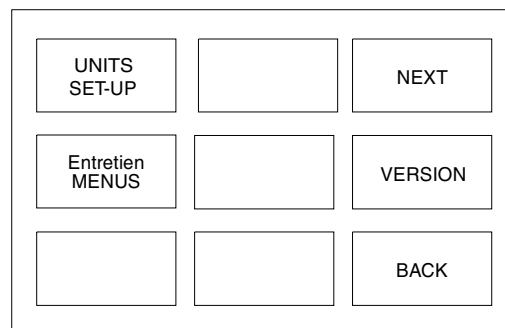 UNITS
SET-UP
NEXT
Entretien
MENUS
VERSION
BACK